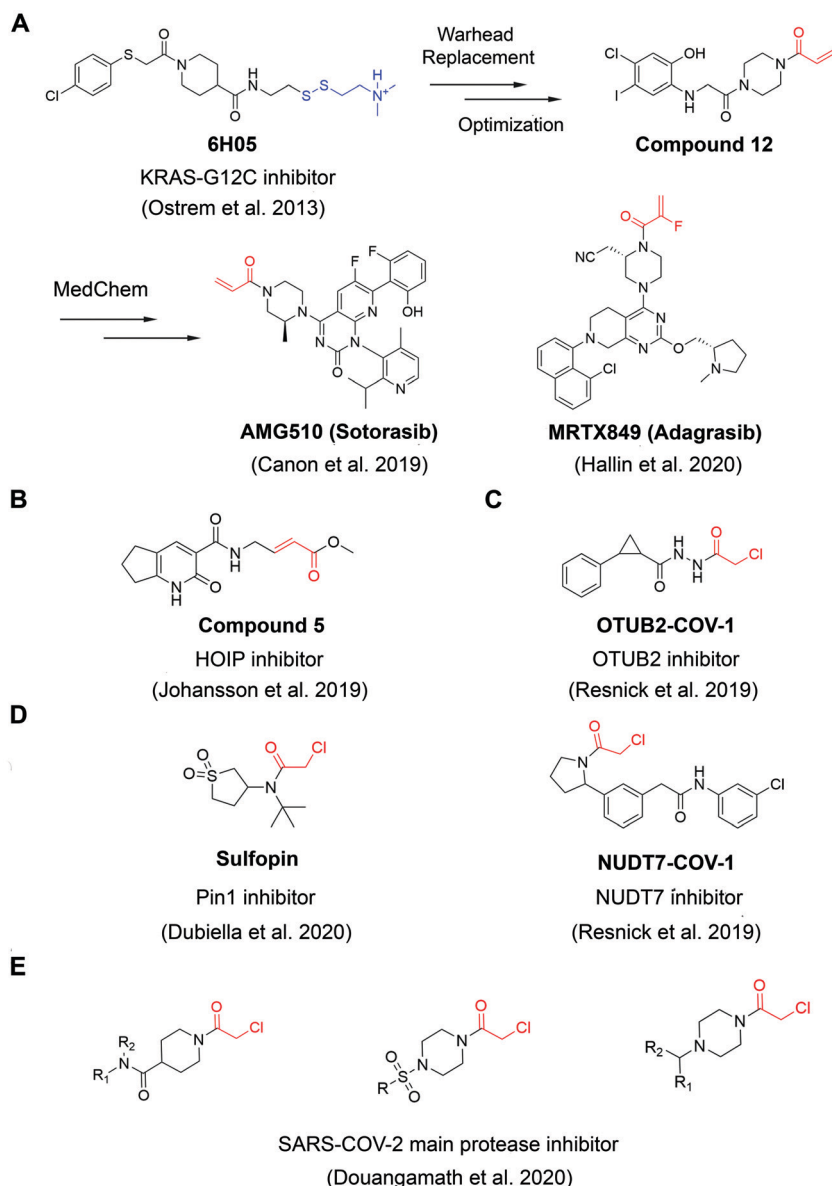 A
Warhead
Replacement
Optimization
6H05
KRAS-G12C inhibitor
(Ostrem et al. 2013)
Compound 12
MedChem
AMG510 (Sotorasib)
(Canon et al. 2019)
MRTX849 (Adagrasib)
(Hallin et al. 2020)
B
Compound 5
HOIP inhibitor
(Johansson et al. 2019)
C
OTUB2-COV-1
OTUB2 inhibitor
(Resnick et al. 2019)
D
Sulfopin
Pin1 inhibitor
(Dubiella et al. 2020)
NUDT7-COV-1
NUDT7 inhibitor
(Resnick et al. 2019)
E
SARS-COV-2 main protease inhibitor
(Douangamath et al. 2020)